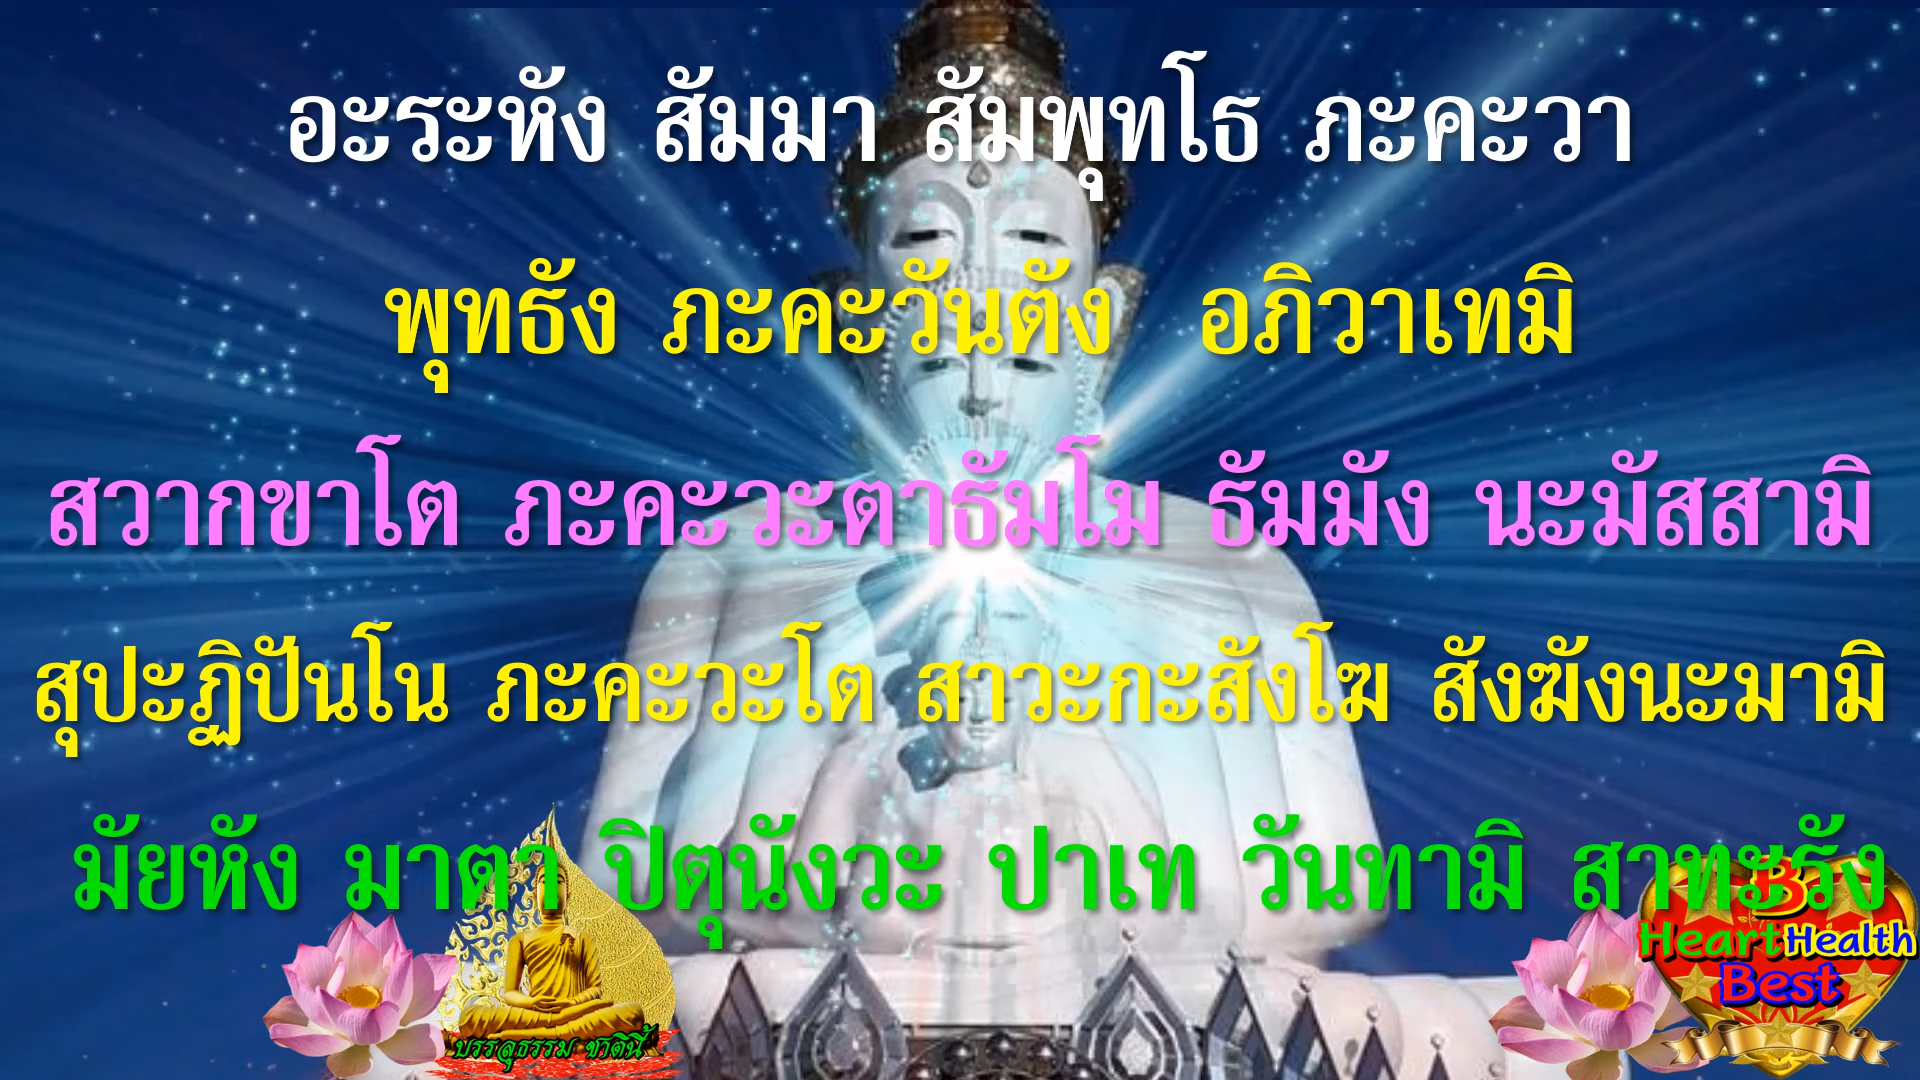 อะระหัง สัมมา สัมพุทโธ ภะคะวา
พุทธัง ภะคะวันตัง อภิวาเทมิ
สวากขาโต ภะคะวะตาธัมโม ธัมมัง นะมัสสามิ
สุปะฏิปันโน ภะคะวะโต สาวะกะสังโฆ สังฆังนะมามิ
มัยหัง มาตา ปิตุนังวะ ปาเท วันทามิ สาทะรัง
บรรลุธรรม ชาตินี้
B
Heart Health
Best